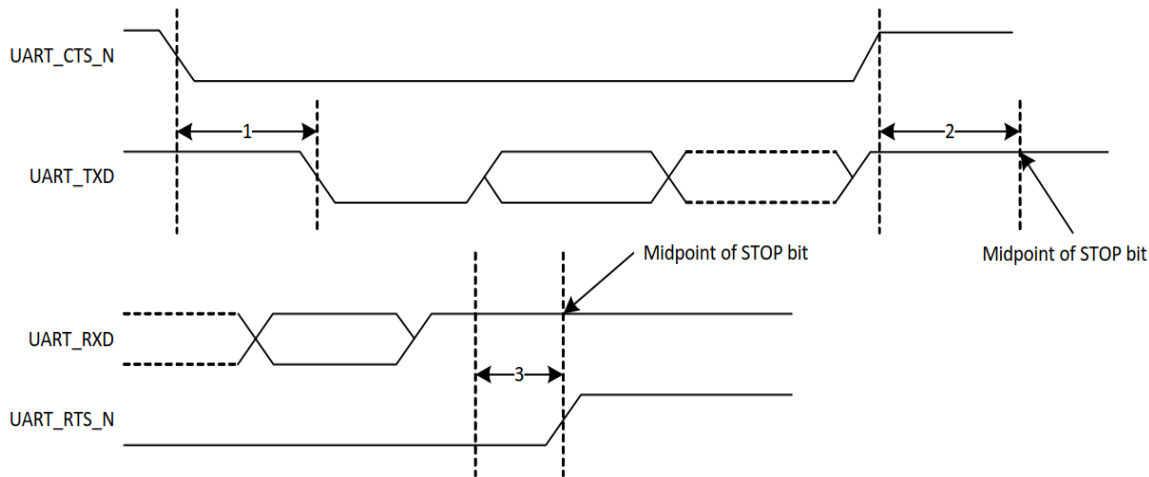 UART_CTS_N
1
2
UART_TXD
Midpoint of STOP bit
Midpoint of STOP bit
UART_RXD
3
UART_RTS_N